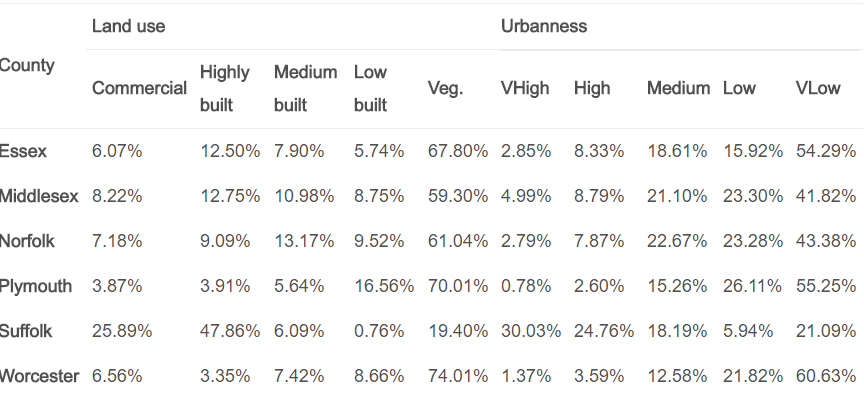 Land use Urbanness
County
Commercial Highly built Medium built Low built Veg. VHigh High Medium Low VLow
Essex 6.07% 12.50% 7.90% 5.74% 67.80% 2.85% 8.33% 18.61% 15.92% 54.29%
Middlesex 8.22% 12.75% 10.98% 8.75% 59.30% 4.99% 8.79% 21.10% 23.30% 41.82%
Norfolk 7.18% 9.09% 13.17% 9.52% 61.04% 2.79% 7.87% 22.67% 23.28% 43.38%
Plymouth 3.87% 3.91% 5.64% 16.56% 70.01% 0.78% 2.60% 15.26% 26.11% 55.25%
Suffolk 25.89% 47.86% 6.09% 0.76% 19.40% 30.03% 24.76% 18.19% 5.94% 21.09%
Worcester 6.56% 3.35% 7.42% 8.66% 74.01% 1.37% 3.59% 12.58% 21.82% 60.63%